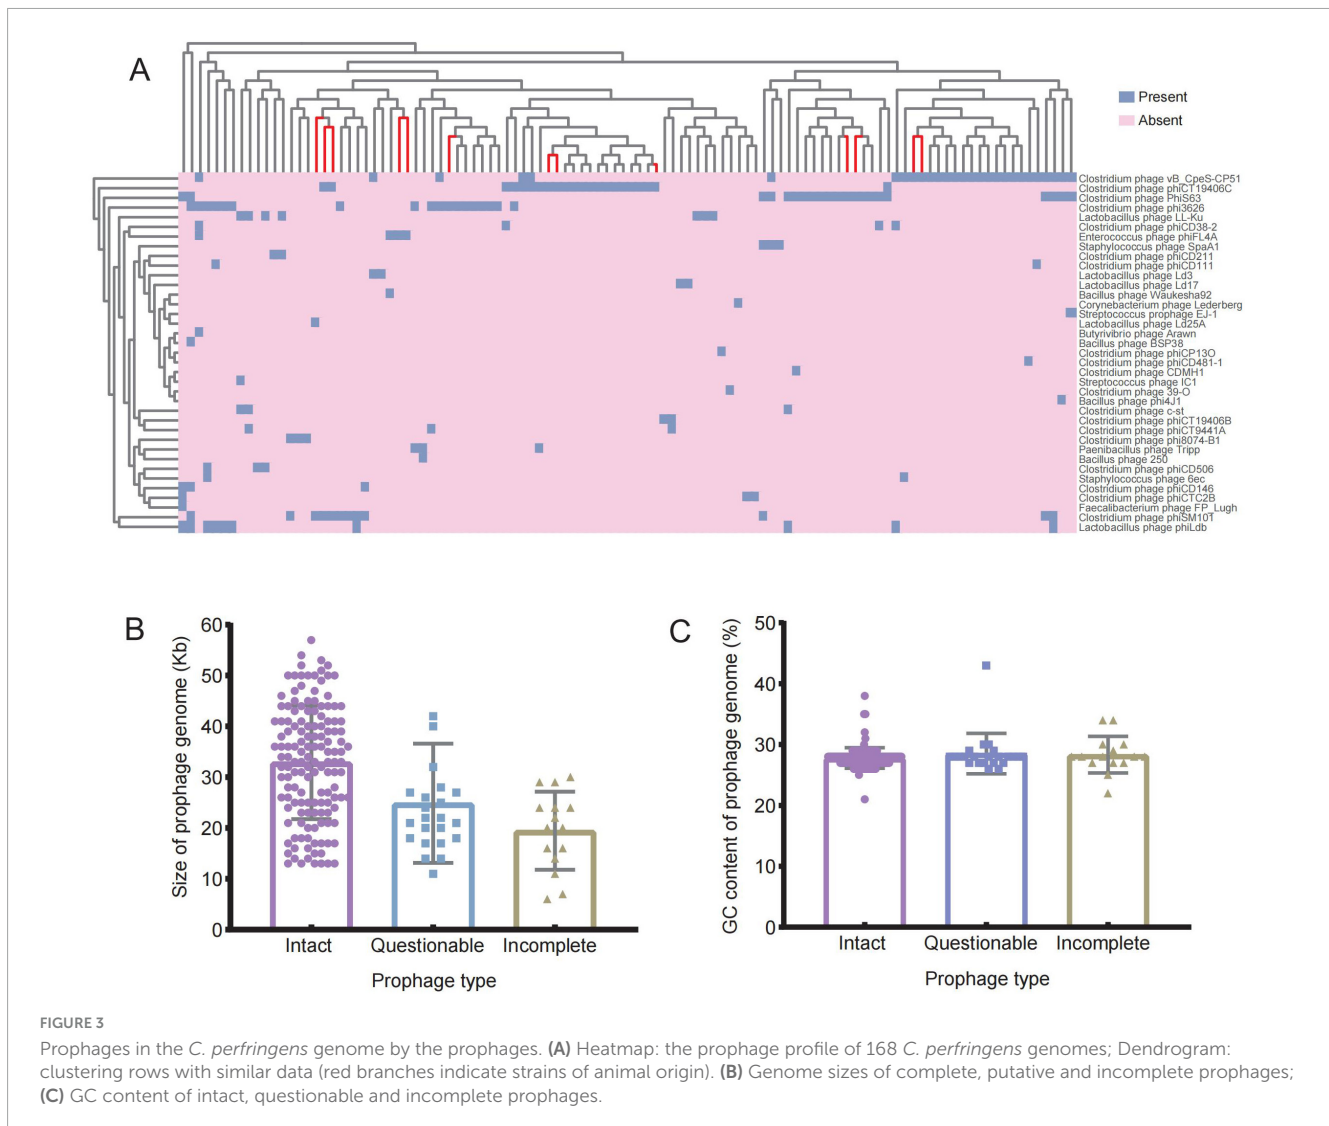 A
Present
Absent
Clostridium phage vB_CpeS-CP51
Clostridium phage phiCT19406C
Clostridium phage PhiS63
Clostridium phage phi3626
Lactobacillus phage LL-Ku
Clostridium phage phiCD38-2
Enterococcus phage phiFL4A
Staphylococcus phage SpaA1
Clostridium phage phiCD211
Clostridium phage phiCD111
Lactobacillus phage Ld3
Lactobacillus phage Ld17
Bacillus phage Waukesha92
Corynebacterium phage Lederberg
Streptococcus prophage EJ-1
Lactobacillus phage Ld25A
Butyrivibrio phage Arawn
Bacillus phage BSP38
Clostridium phage phiCP13O
Clostridium phage phiCD481-1
Clostridium phage CDMH1
Streptococcus phage IC1
Clostridium phage 39-O
Bacillus phage phi4J1
Clostridium phage c-st
Clostridium phage phiCT19406B
Clostridium phage phiCT9441A
Clostridium phage phi8074-B1
Paenibacillus phage Tripp
Bacillus phage 250
Clostridium phage phiCD506
Staphylococcus phage 6ec
Clostridium phage phiCD146
Clostridium phage phiCTC2B
Faecalibacterium phage FP_Lugh
Clostridium phage phiSM101
Lactobacillus phage phiLdb
B
Size of prophage genome (Kb)
60
50
40
30
20
10
0
Intact
Questionable
Incomplete
Prophage type
C
GC content of prophage genome (%)
50
40
30
20
10
0
Intact
Questionable
Incomplete
Prophage type
FIGURE 3
Prophages in the C. perfringens genome by the prophages. (A) Heatmap: the prophage profile of 168 C. perfringens genomes; Dendrogram:
clustering rows with similar data (red branches indicate strains of animal origin). (B) Genome sizes of complete, putative and incomplete prophages;
(C) GC content of intact, questionable and incomplete prophages.